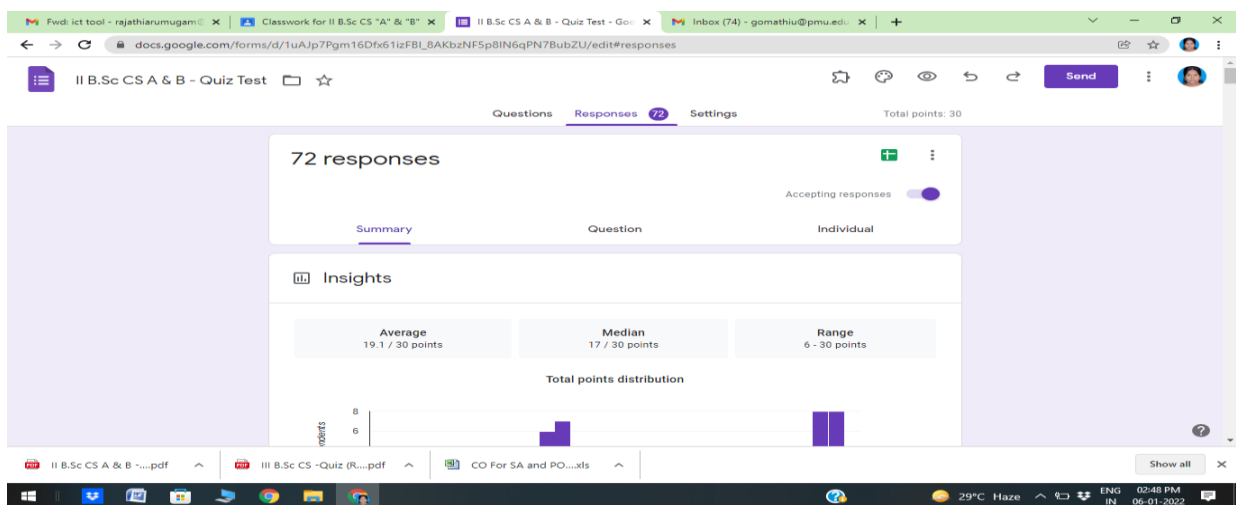 Fwd: ict tool - rajathiarumugam@
Classwork for II B.Sc CS "A" & "B"
II B.Sc CS A & B - Quiz Test - Goo
Inbox (74) - gomathiu@pmu.edu
docs.google.com/forms/d/1uAJp7Pgm16Dfx61izFBI_8AKbzNF5p8IN6qPN7BubZU/edit#responses
II B.Sc CS A & B - Quiz Test
Send
Questions Responses 72 Settings
Total points: 30
72 responses
Accepting responses
Summary Question Individual
Insights
Average Median Range
19.1 / 30 points 17 / 30 points 6 - 30 points
Total points distribution
8
6
II B.Sc CS A & B -....pdf
III B.Sc CS -Quiz (R....pdf
CO For SA and PO....xls
Show all
29°C Haze
ENG 02:48 PM
IN 06-01-2022